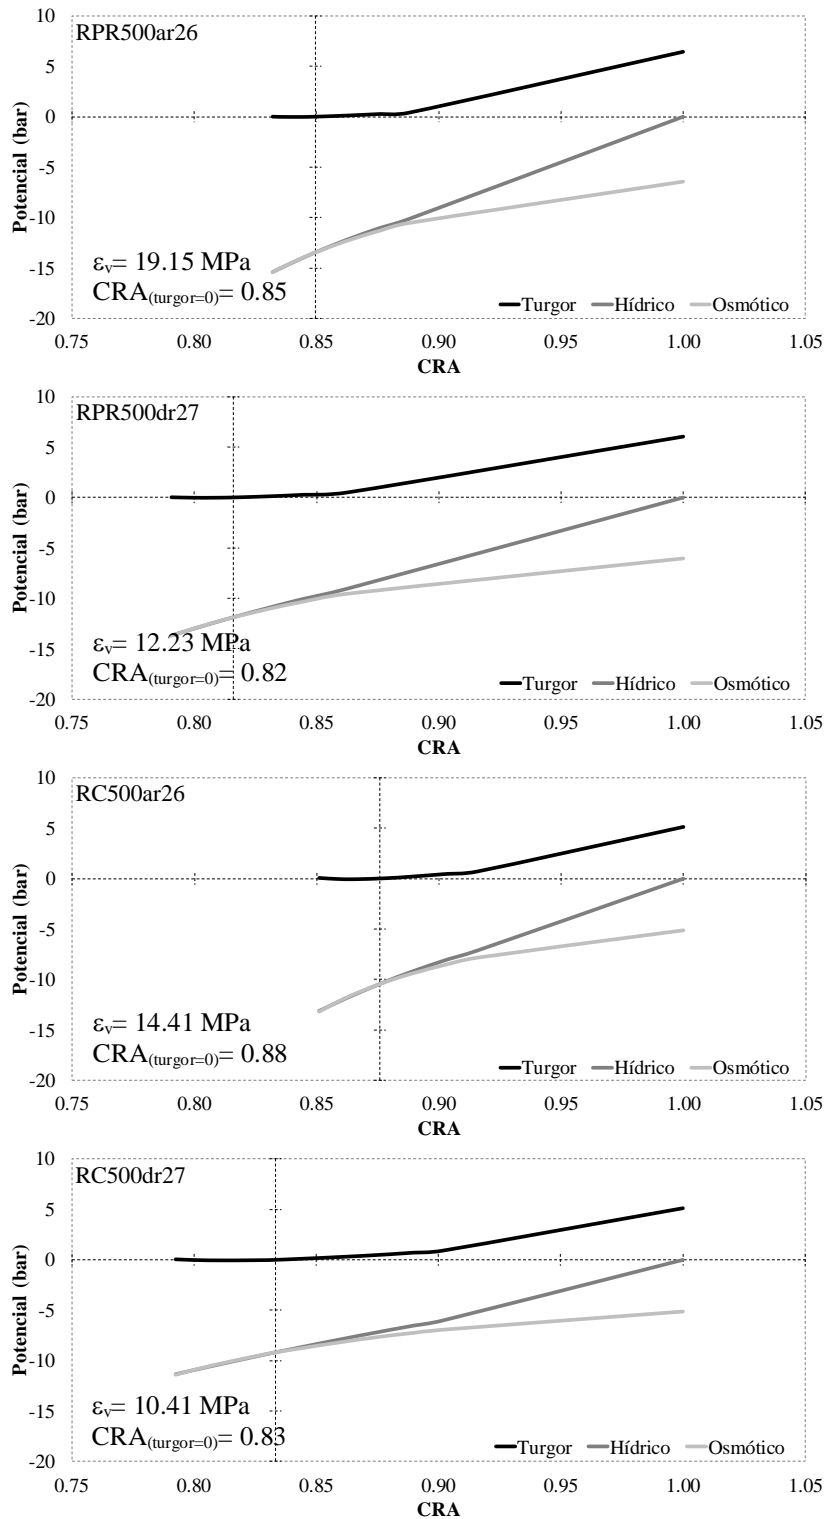 RPR500ar26
10
5
0
-5
-10
-15
-20
Potencial (bar)
εv= 19.15 MPa
CRA(turgor=0)= 0.85
Turgor Hídrico Osmótico
0.75 0.80 0.85 0.90 0.95 1.00 1.05
CRA
RPR500dr27
10
5
0
-5
-10
-15
-20
Potencial (bar)
εv= 12.23 MPa
CRA(turgor=0)= 0.82
Turgor Hídrico Osmótico
0.75 0.80 0.85 0.90 0.95 1.00 1.05
CRA
RC500ar26
10
5
0
-5
-10
-15
-20
Potencial (bar)
εv= 14.41 MPa
CRA(turgor=0)= 0.88
Turgor Hídrico Osmótico
0.75 0.80 0.85 0.90 0.95 1.00 1.05
CRA
RC500dr27
10
5
0
-5
-10
-15
-20
Potencial (bar)
εv= 10.41 MPa
CRA(turgor=0)= 0.83
Turgor Hídrico Osmótico
0.75 0.80 0.85 0.90 0.95 1.00 1.05
CRA